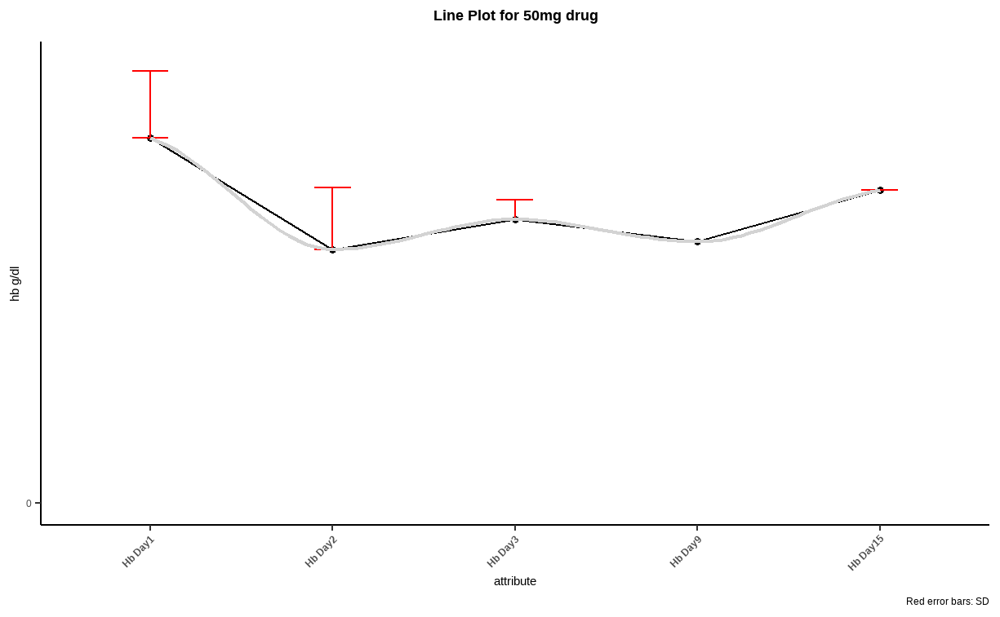 Line Plot for 50mg drug
hb g/dl
0
Hb Day1
Hb Day2
Hb Day3
Hb Day9
Hb Day15
attribute
Red error bars: SD